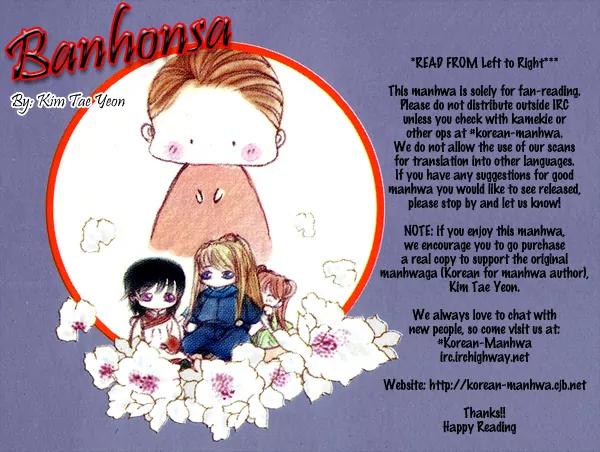 Banhonsa
By: Kim Tae Yeon
*READ FROM Left to Right***
This manhwa is solely for fan-reading.
Please do not distribute outside IRC
unless you check with kamekle or
other ops at #korean-manhwa.
We do not allow the use of our scans
for translation into other languages.
If you have any suggestions for good
manhwa you would like to see released,
please stop by and let us know!
NOTE: If you enjoy this manhwa,
we encourage you to go purchase
a real copy to support the original
manhwaga (Korean for manhwa author),
Kim Tae Yeon.
We always love to chat with
new people, so come visit us at:
#Korean-Manhwa
irc.irchighway.net
Website: http://korean-manhwa.cjb.net
Thanks!!
Happy Reading